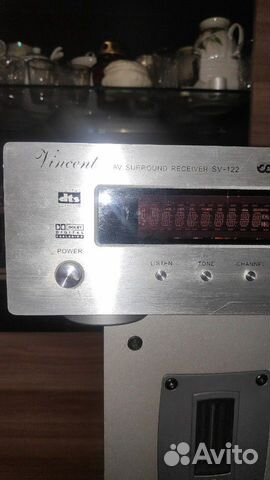 Vincent
AV SURROUND RECEIVER SV-122
dts
DOLBY
DIGITAL
POWER
LISTEN TONE CHANNEL
Avito